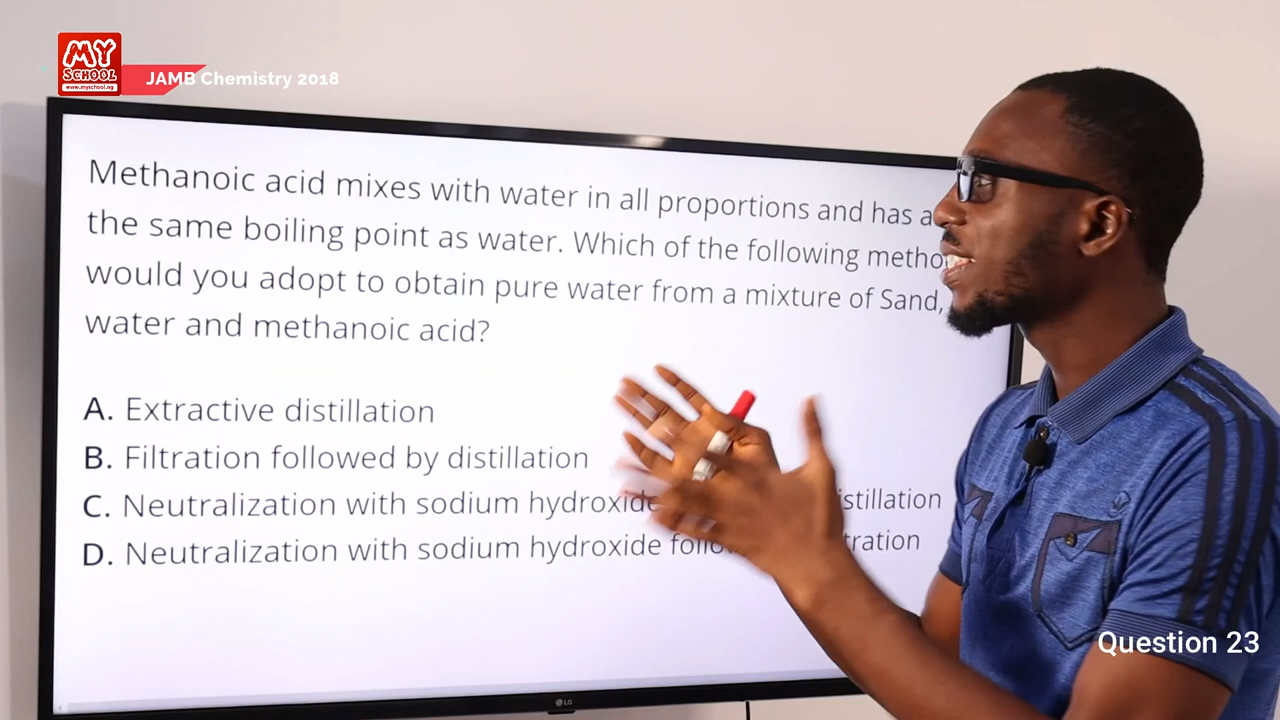 MY
SCHOOL
www.myschool.ng
JAMB Chemistry 2018
Methanoic acid mixes with water in all proportions and has
the same boiling point as water. Which of the following
would you adopt to obtain pure water from a mixture of Sand,
water and methanoic acid?
A. Extractive distillation
B. Filtration followed by distillation
C. Neutralization with sodium hydroxide
D. Neutralization with sodium hydroxide
Question 23
LG